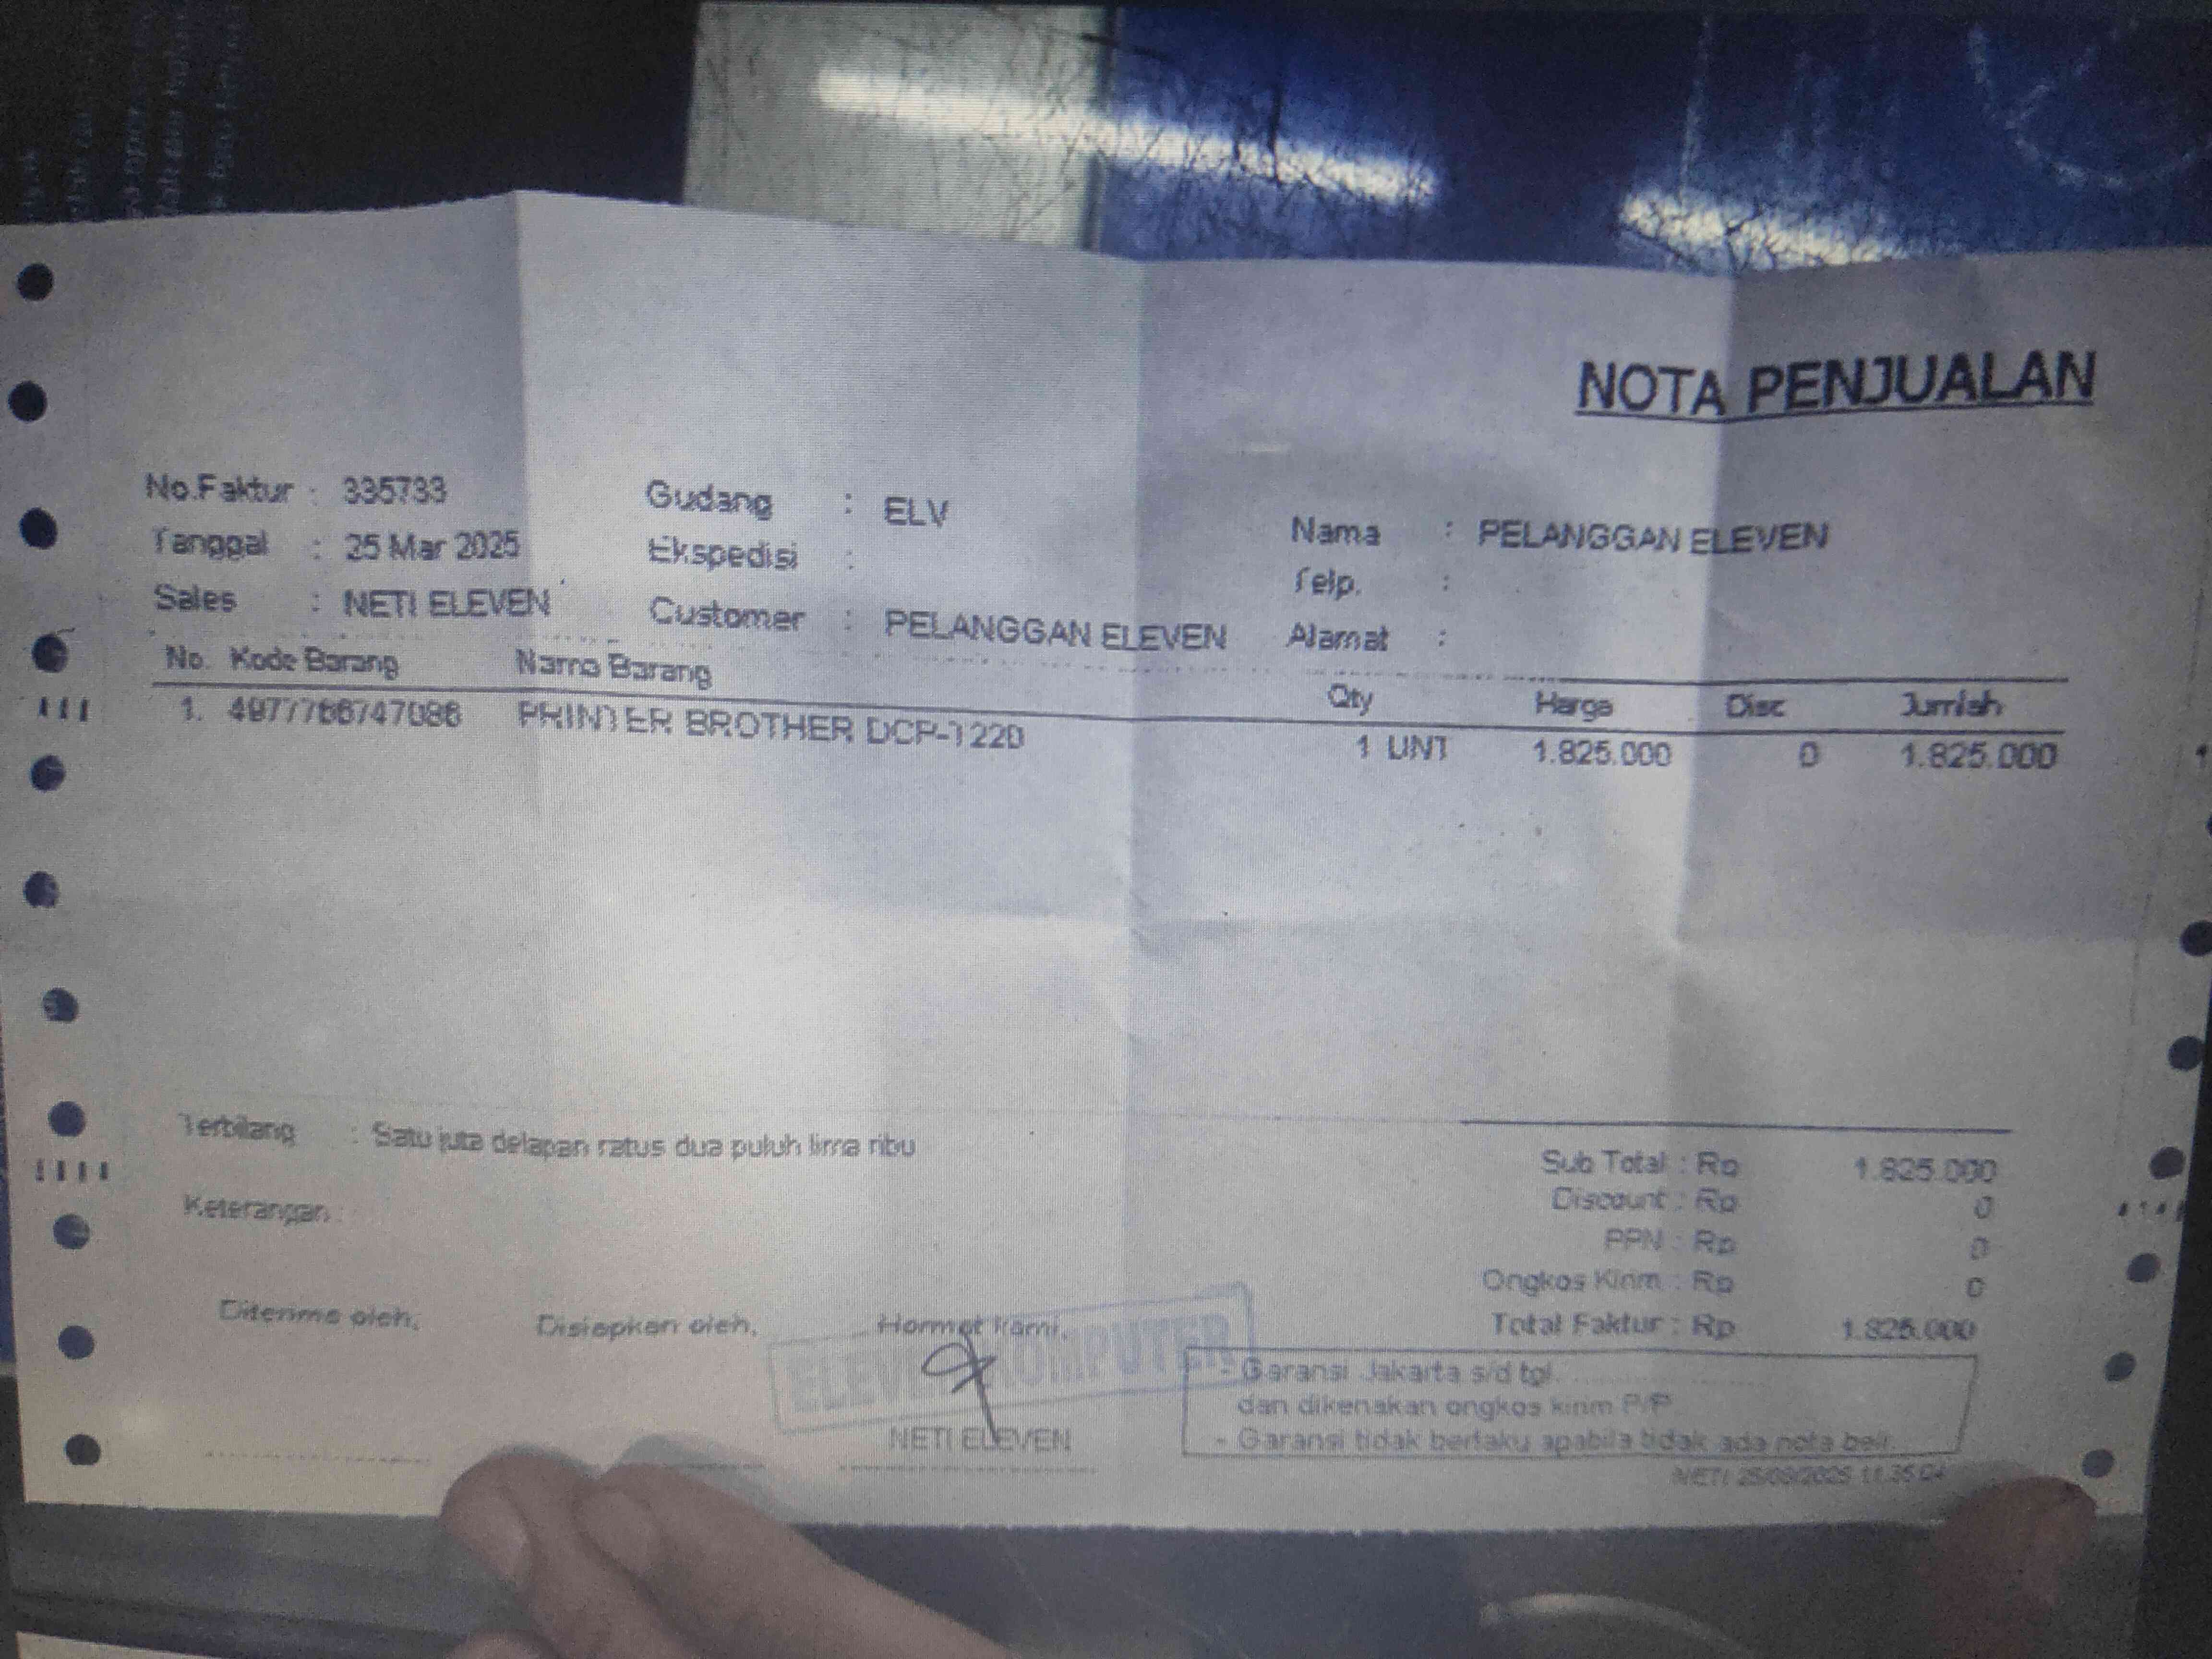 NOTA PENJUALAN
No.Faktur : 335733
Tanggal : 25 Mar 2025
Sales : NETI ELEVEN
Gudang : ELV
Ekspedisi :
Customer : PELANGGAN ELEVEN
Nama : PELANGGAN ELEVEN
Telp. :
Alamat :
No. Kode Barang Nama Barang Qty Harga Disc Jumlah
1. 4977766747086 PRINTER BROTHER DCP-1220 1 UNT 1.825.000 0 1.825.000
Terbilang : Satu juta delapan ratus dua puluh lima ribu
Keterangan :
Sub Total : Rp 1.825.000
Discount : Rp 0
PPN : Rp 0
Ongkos Kirim : Rp 0
Total Faktur : Rp 1.825.000
Diterima oleh, Disiapkan oleh, Hormat kami,
ELEVEN KOMPUTER
NETI ELEVEN
- Garansi Jakarta s/d tgl.
dan dikenakan ongkos kirim P/P
- Garansi tidak berlaku apabila tidak ada nota beli.
NETI 25/03/2025